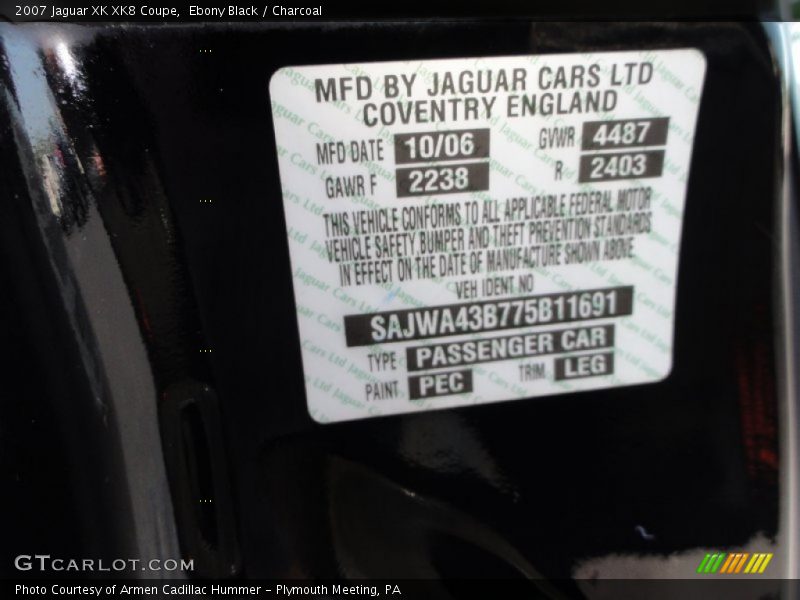 2007 Jaguar XK XK8 Coupe, Ebony Black / Charcoal
MFD BY JAGUAR CARS LTD
COVENTRY ENGLAND
MFD DATE 10/06 GVWR 4487
GAWR F 2238 R 2403
THIS VEHICLE CONFORMS TO ALL APPLICABLE FEDERAL MOTOR
VEHICLE SAFETY BUMPER AND THEFT PREVENTION STANDARDS
IN EFFECT ON THE DATE OF MANUFACTURE SHOWN ABOVE
VEH IDENT NO
SAJWA43B775B11691
TYPE PASSENGER CAR
PAINT PEC TRIM LEG
GTCARLOT.COM
Photo Courtesy of Armen Cadillac Hummer – Plymouth Meeting, PA